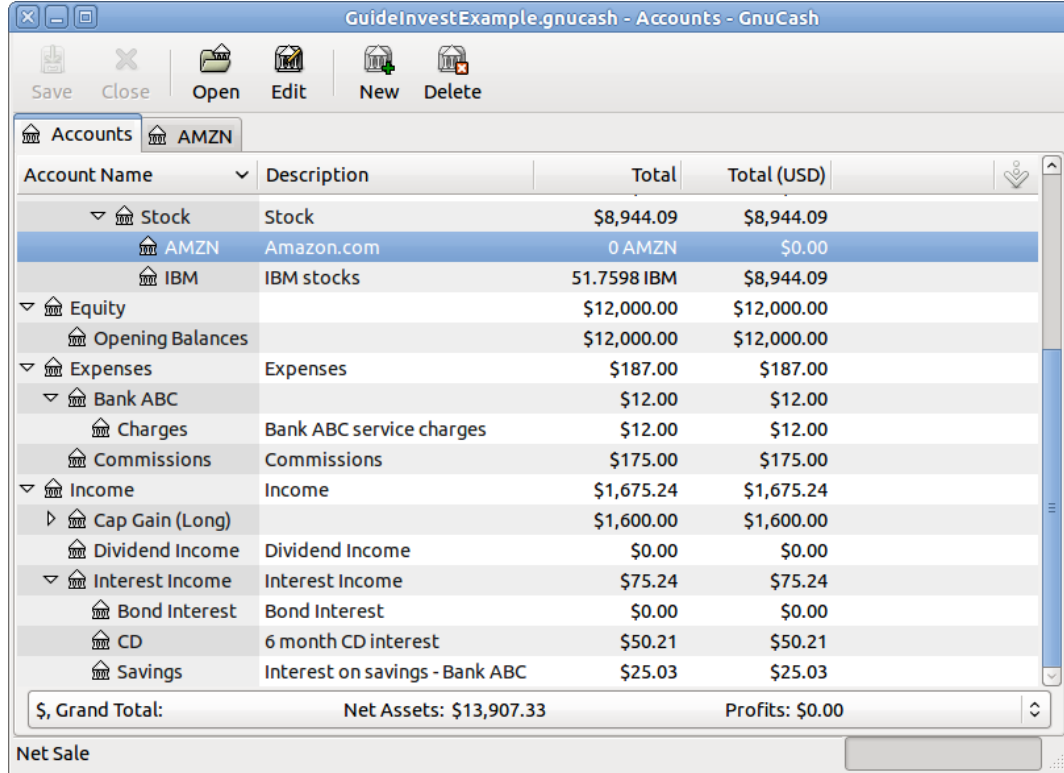 GuideInvestExample.gnucash - Accounts - GnuCash
Save Close Open Edit New Delete
Accounts AMZN
Account Name Description Total Total (USD)
Stock Stock $8,944.09 $8,944.09
AMZN Amazon.com 0 AMZN $0.00
IBM IBM stocks 51.7598 IBM $8,944.09
Equity $12,000.00 $12,000.00
Opening Balances $12,000.00 $12,000.00
Expenses Expenses $187.00 $187.00
Bank ABC $12.00 $12.00
Charges Bank ABC service charges $12.00 $12.00
Commissions Commissions $175.00 $175.00
Income Income $1,675.24 $1,675.24
Cap Gain (Long) $1,600.00 $1,600.00
Dividend Income Dividend Income $0.00 $0.00
Interest Income Interest Income $75.24 $75.24
Bond Interest Bond Interest $0.00 $0.00
CD 6 month CD interest $50.21 $50.21
Savings Interest on savings - Bank ABC $25.03 $25.03
$, Grand Total: Net Assets: $13,907.33 Profits: $0.00
Net Sale